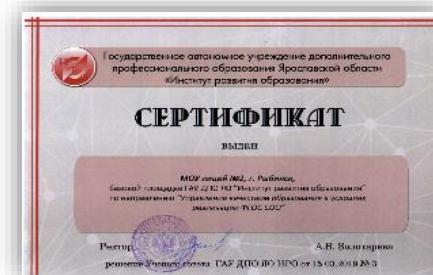 Государственное автономное учреждение дополнительного
профессионального образования Ярославской области
«Институт развития образования»
СЕРТИФИКАТ
ВЫДАН
МОУ лицей №2, г. Рыбинск,
базовой площадке ГАУ ДПО ЯО "Институт развития образования"
по направлению "Управление качеством образования в условиях
реализации ФГОС СОО"
Ректор А.В. Золотарева
решение Ученого совета ГАУ ДПО ЯО ИРО от 15.03.2018 № 3